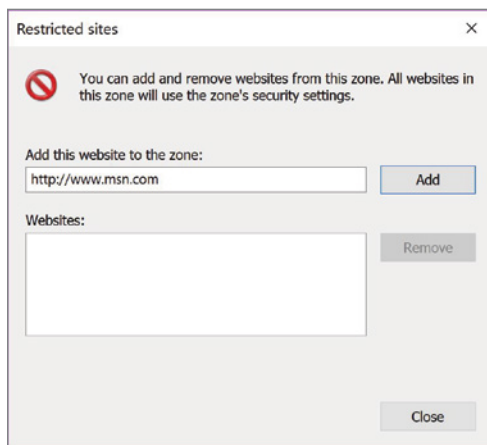 Restricted sites
You can add and remove websites from this zone. All websites in
this zone will use the zone's security settings.
Add this website to the zone:
http://www.msn.com
Add
Websites:
Remove
Close